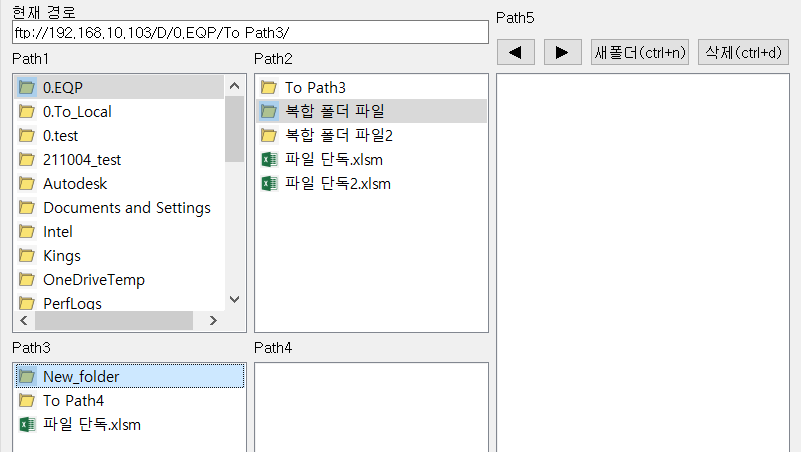 현재 경로
ftp://192.168.10.103/D/0.EQP/To Path3/
Path1
0.EQP
0.To_Local
0.test
211004_test
Autodesk
Documents and Settings
Intel
Kings
OneDriveTemp
PerfLogs
Path2
To Path3
복합 폴더 파일
복합 폴더 파일2
파일 단독.xlsm
파일 단독2.xlsm
Path3
New_folder
To Path4
파일 단독.xlsm
Path4
Path5
◀ ▶ 새폴더(ctrl+n) 삭제(ctrl+d)